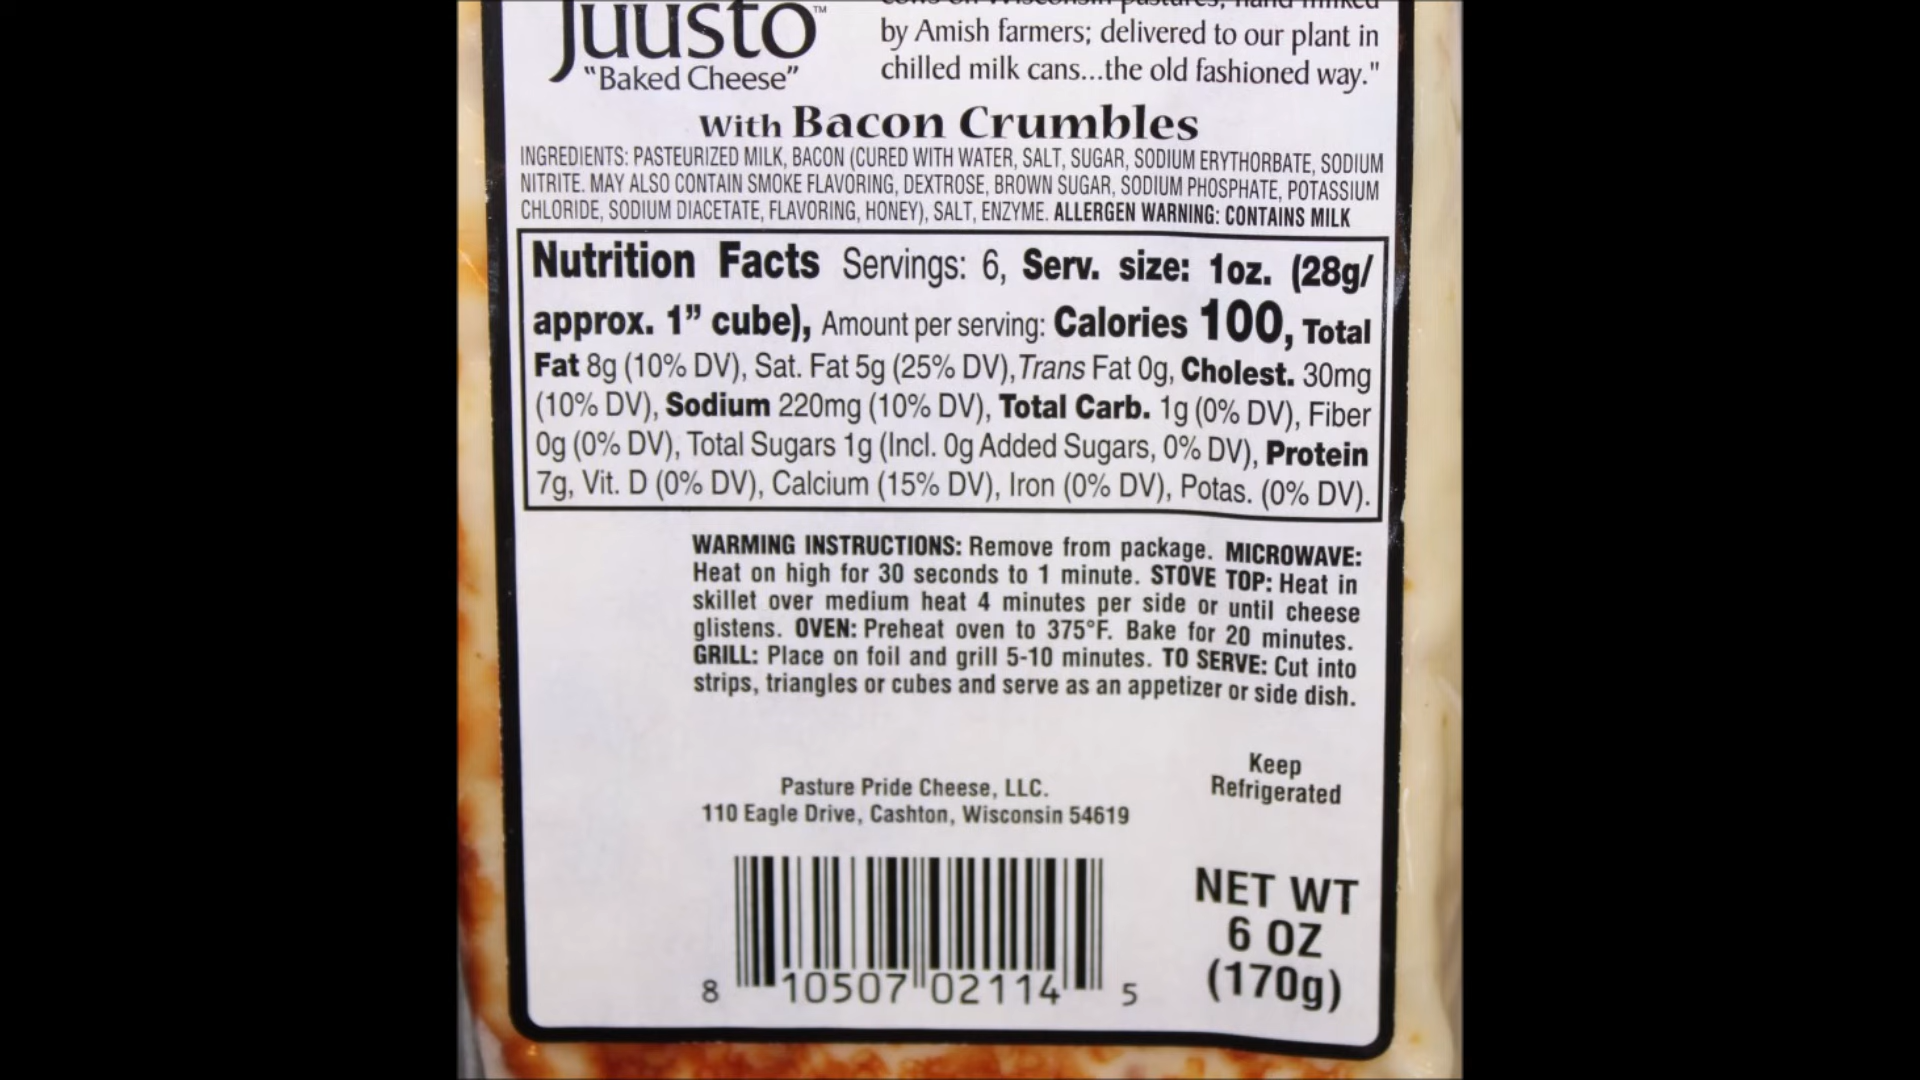 Juusto™
"Baked Cheese"
by Amish farmers; delivered to our plant in
chilled milk cans...the old fashioned way."
With Bacon Crumbles
INGREDIENTS: PASTEURIZED MILK, BACON (CURED WITH WATER, SALT, SUGAR, SODIUM ERYTHORBATE, SODIUM
NITRITE. MAY ALSO CONTAIN SMOKE FLAVORING, DEXTROSE, BROWN SUGAR, SODIUM PHOSPHATE, POTASSIUM
CHLORIDE, SODIUM DIACETATE, FLAVORING, HONEY), SALT, ENZYME. ALLERGEN WARNING: CONTAINS MILK
Nutrition Facts Servings: 6, Serv. size: 1oz. (28g/
approx. 1” cube), Amount per serving: Calories 100, Total
Fat 8g (10% DV), Sat. Fat 5g (25% DV), Trans Fat 0g, Cholest. 30mg
(10% DV), Sodium 220mg (10% DV), Total Carb. 1g (0% DV), Fiber
0g (0% DV), Total Sugars 1g (Incl. 0g Added Sugars, 0% DV), Protein
7g, Vit. D (0% DV), Calcium (15% DV), Iron (0% DV), Potas. (0% DV).
WARMING INSTRUCTIONS: Remove from package. MICROWAVE:
Heat on high for 30 seconds to 1 minute. STOVE TOP: Heat in
skillet over medium heat 4 minutes per side or until cheese
glistens. OVEN: Preheat oven to 375°F. Bake for 20 minutes.
GRILL: Place on foil and grill 5-10 minutes. TO SERVE: Cut into
strips, triangles or cubes and serve as an appetizer or side dish.
Keep
Refrigerated
Pasture Pride Cheese, LLC.
110 Eagle Drive, Cashton, Wisconsin 54619
NET WT
6 OZ
(170g)
8 10507 02114 5